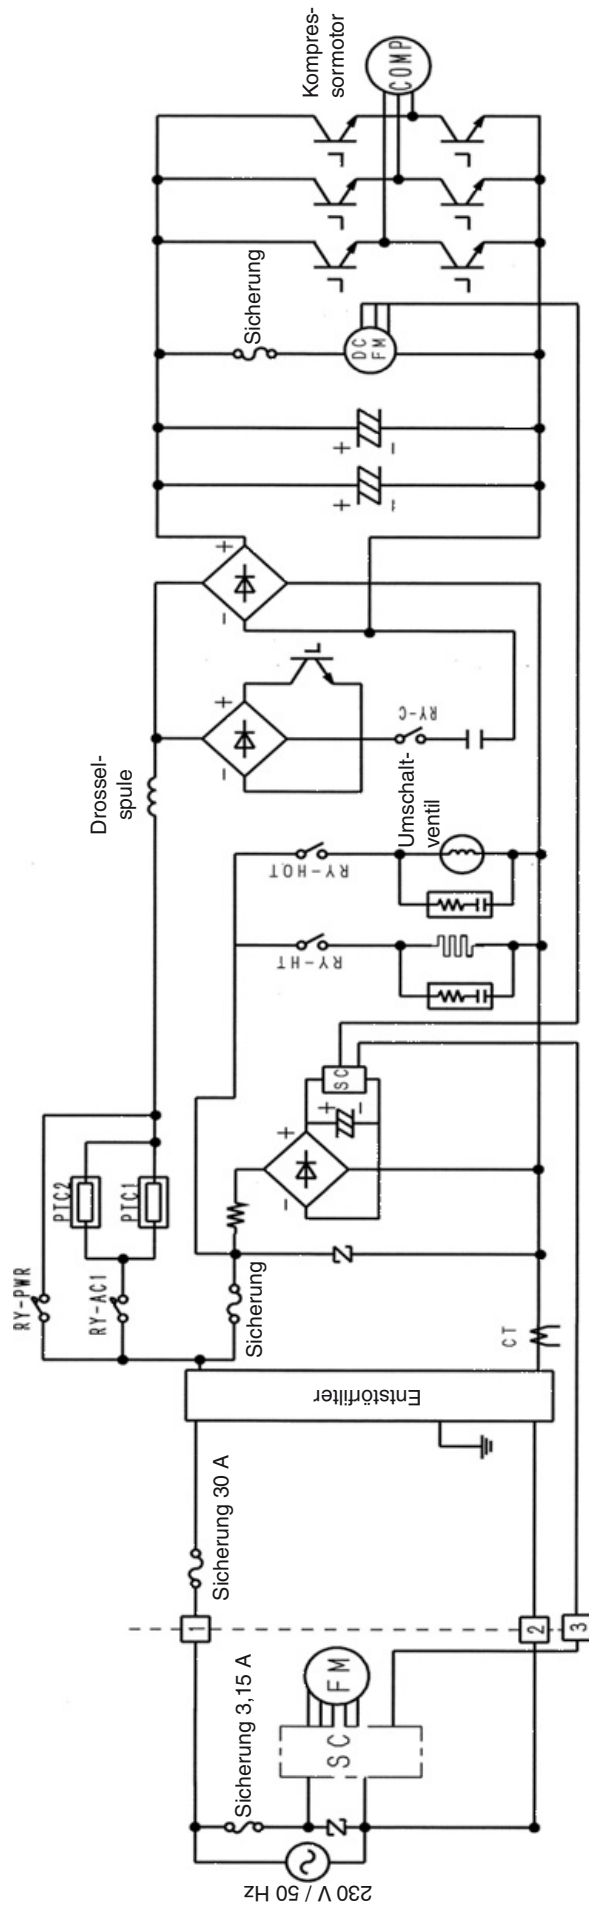 230 V / 50 Hz
Sicherung 3,15 A
SC
FM
1
2
3
Sicherung 30 A
Entstörfilter
CT
RY-PWR
RY-AC1
PTC2
PTC1
Sicherung
SC
+
-
+
-
RY-HT
RY-HOT
Umschalt-
ventil
Drossel-
spule
+
-
RY-C
+
-
+
-
+
-
Sicherung
DC
FM
Kompres-
sormotor
COMP